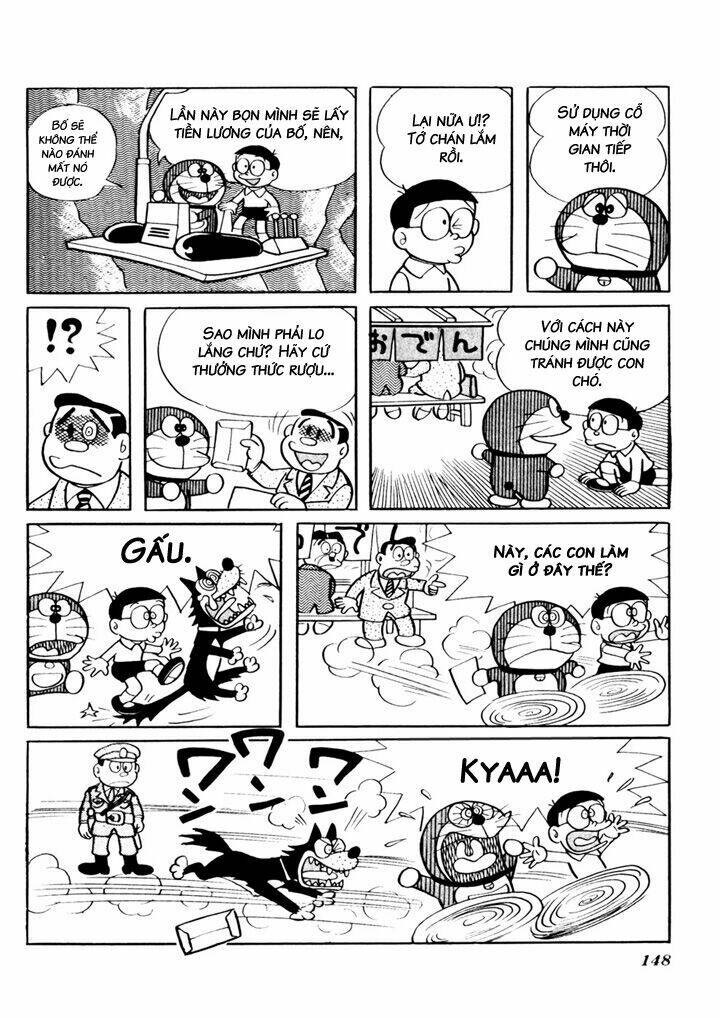 SỬ DỤNG CỔ
MÁY THỜI
GIAN TIẾP
THÔI.
LẠI NỮA Ư!?
TỚ CHÁN LẮM
RỒI.
LẦN NÀY BỌN MÌNH SẼ LẤY
TIỀN LƯƠNG CỦA BỐ, NÊN,
BỐ SẼ
KHÔNG THỂ
NÀO ĐÁNH
MẤT NÓ
ĐƯỢC.
VỚI CÁCH NÀY
CHÚNG MÌNH CŨNG
TRÁNH ĐƯỢC CON
CHÓ.
おでん
SAO MÌNH PHẢI LO
LẮNG CHỨ? HÃY CỨ
THƯỞNG THỨC RƯỢU...
!?
NÀY, CÁC CON LÀM
GÌ Ở ĐÂY THẾ?
GẤU.
KYAAA!
ワン
ワン
ワン
148